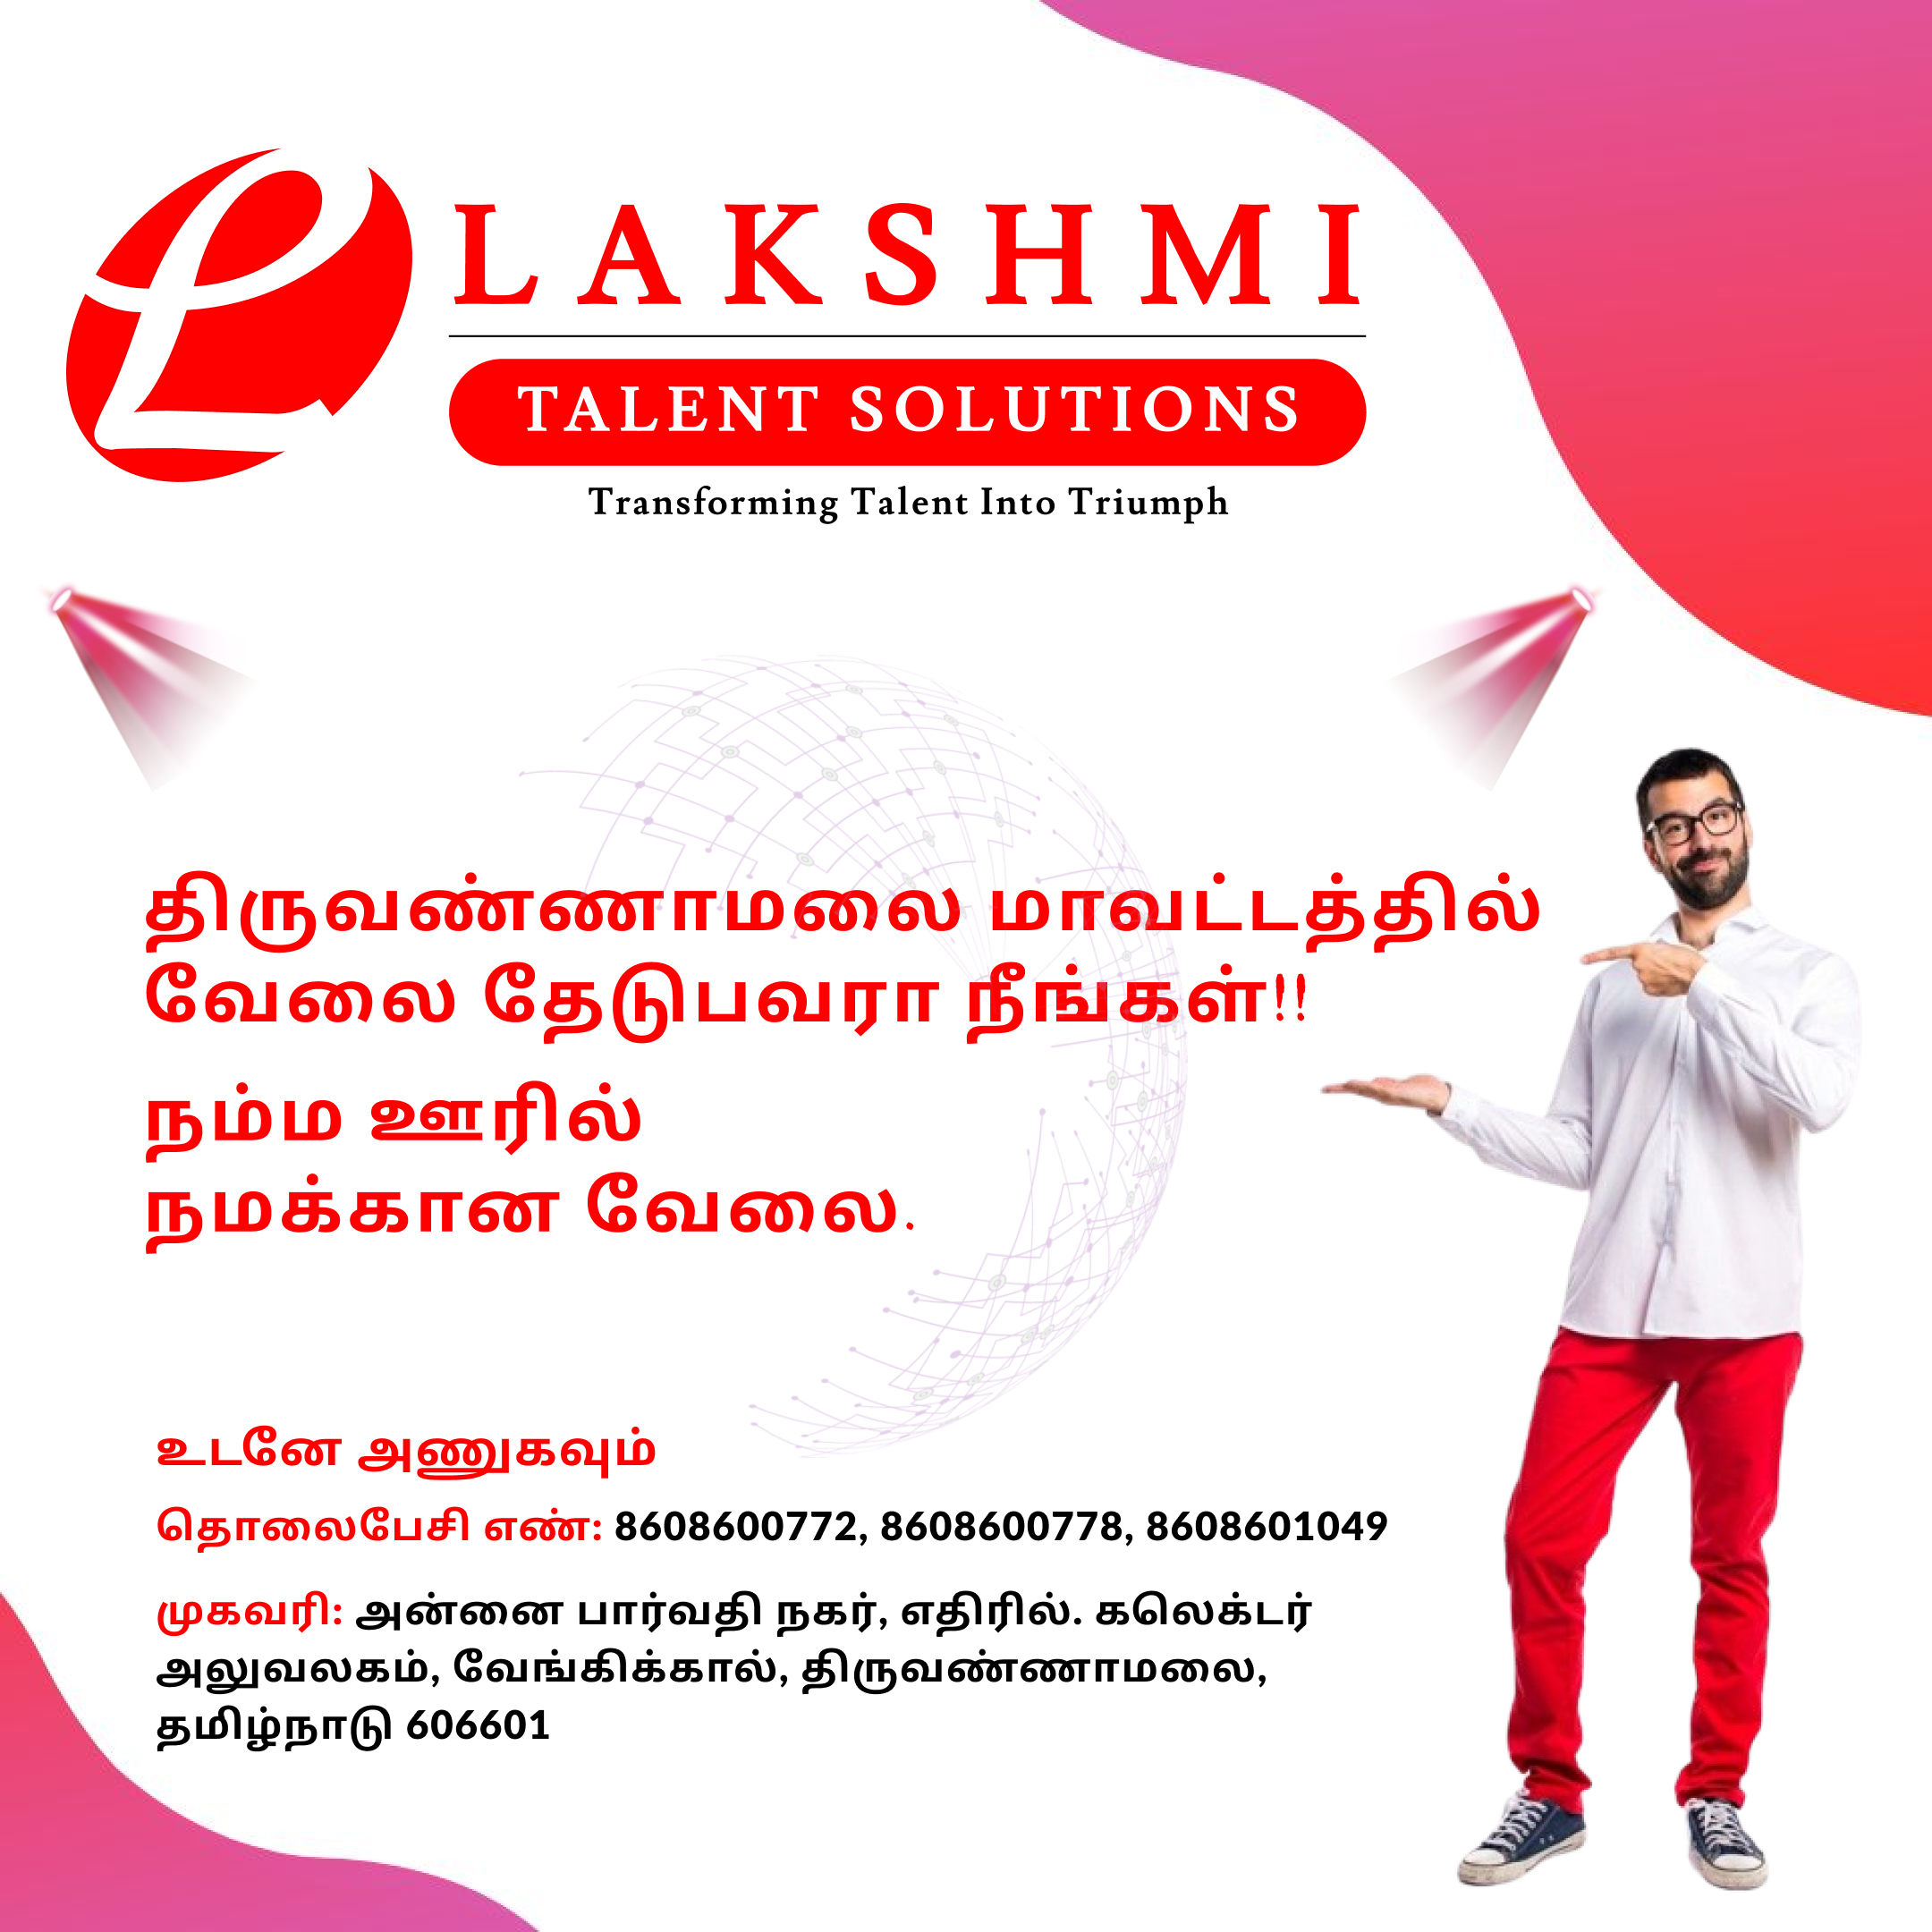 LAKSHMI
TALENT SOLUTIONS
Transforming Talent Into Triumph
திருவண்ணாமலை மாவட்டத்தில்
வேலை தேடுபவரா நீங்கள்!!
நம்ம ஊரில்
நமக்கான வேலை.
உடனே அணுகவும்
தொலைபேசி எண்: 8608600772, 8608600778, 8608601049
முகவரி: அன்னை பார்வதி நகர், எதிரில். கலெக்டர்
அலுவலகம், வேங்கிக்கால், திருவண்ணாமலை,
தமிழ்நாடு 606601